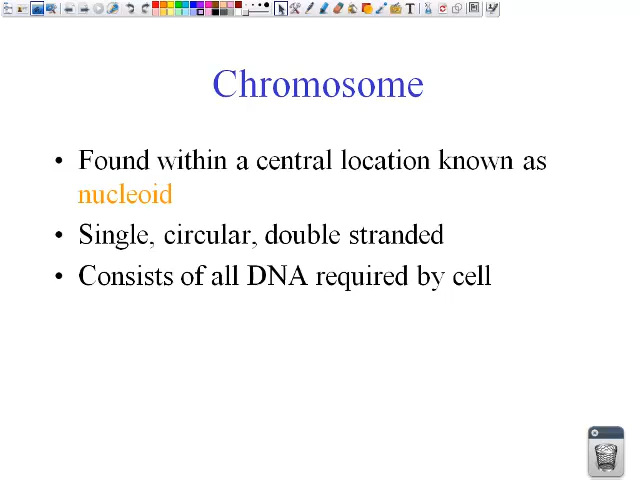 Chromosome
• Found within a central location known as
nucleoid
• Single, circular, double stranded
• Consists of all DNA required by cell